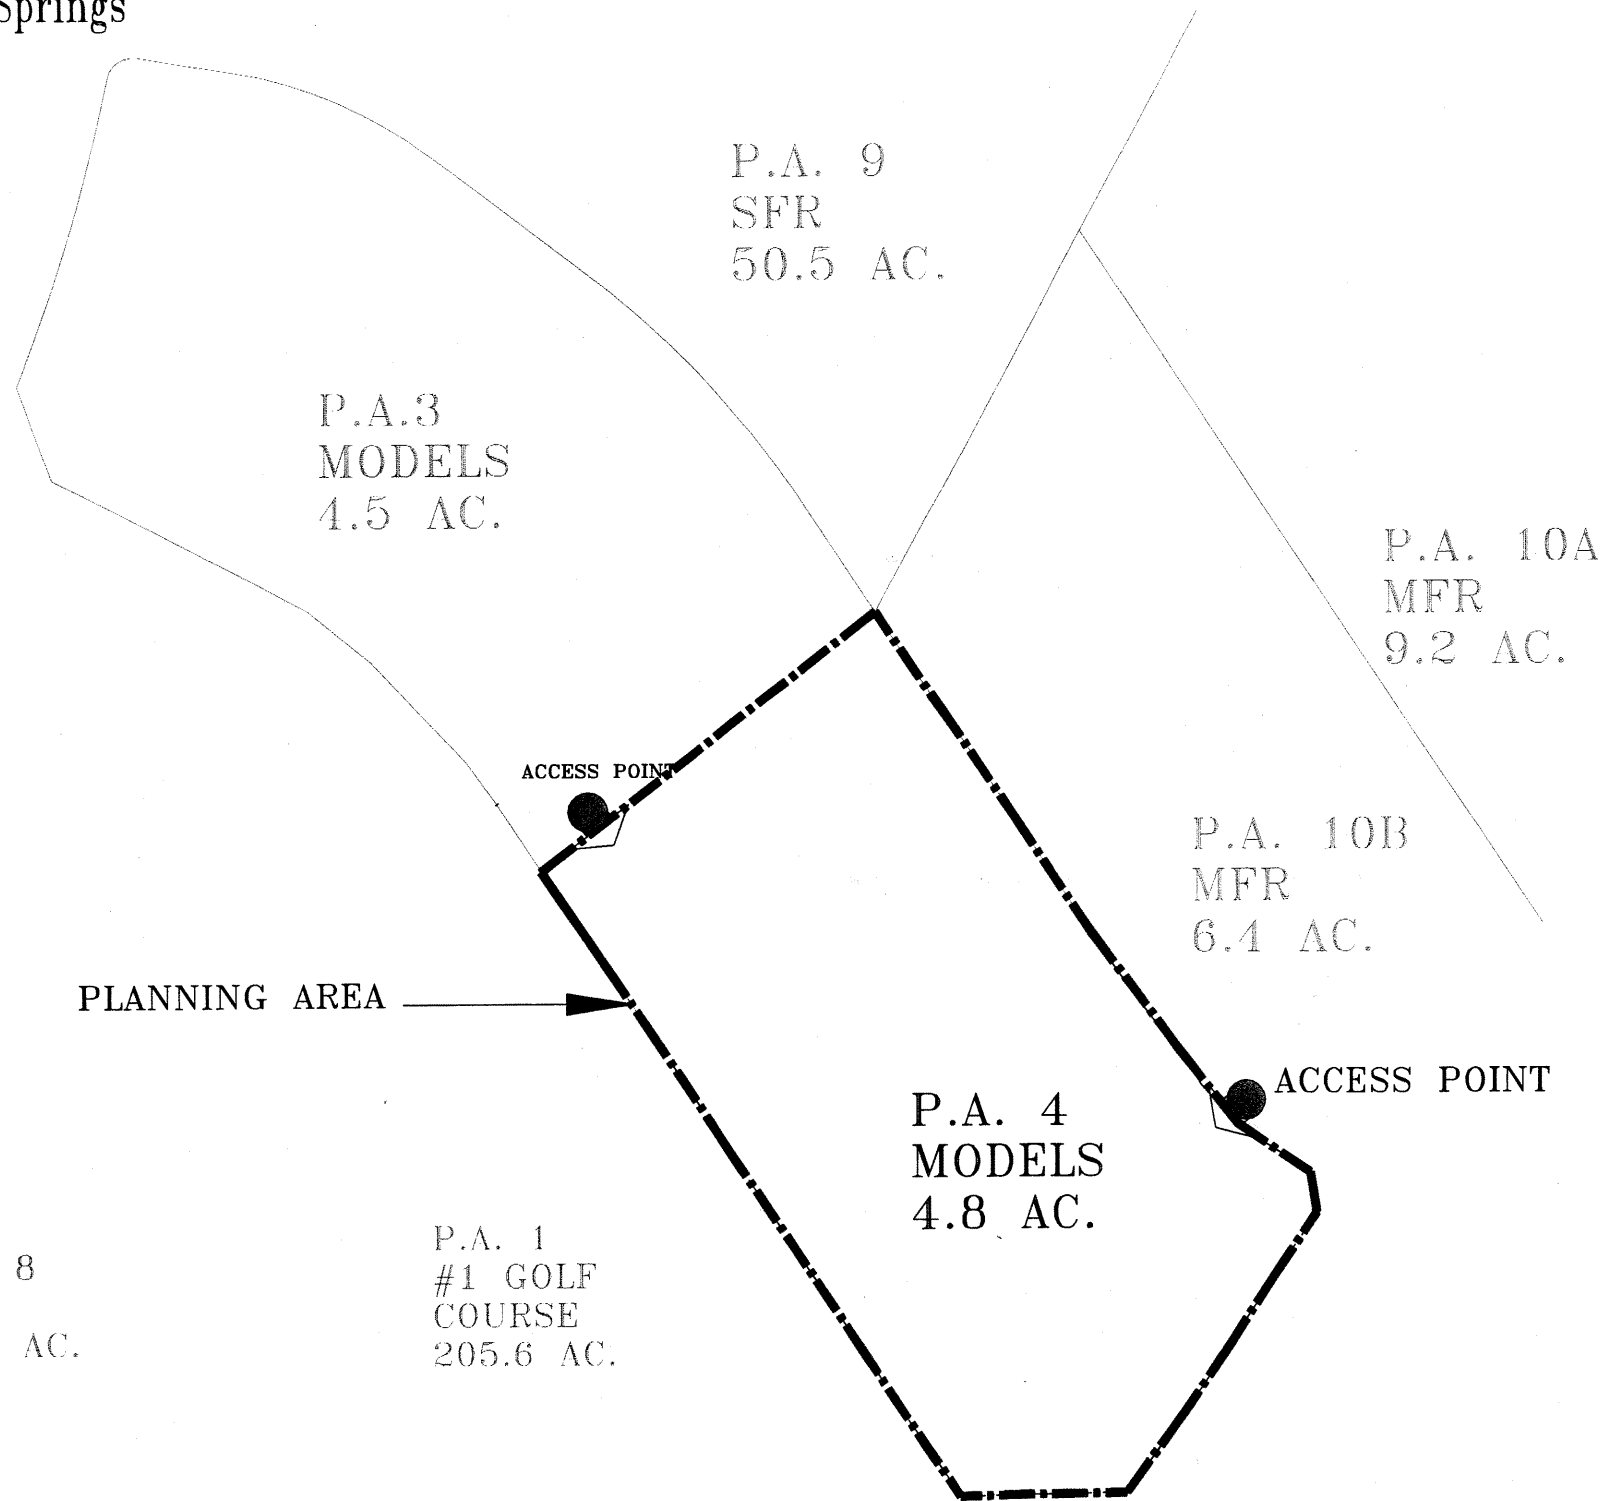 Springs
P.A. 9
SFR
50.5 AC.
P.A.3
MODELS
4.5 AC.
P.A. 10A
MFR
9.2 AC.
ACCESS POINT
P.A. 10B
MFR
6.4 AC.
PLANNING AREA
ACCESS POINT
P.A. 4
MODELS
4.8 AC.
P.A. 1
#1 GOLF
COURSE
205.6 AC.
8
AC.